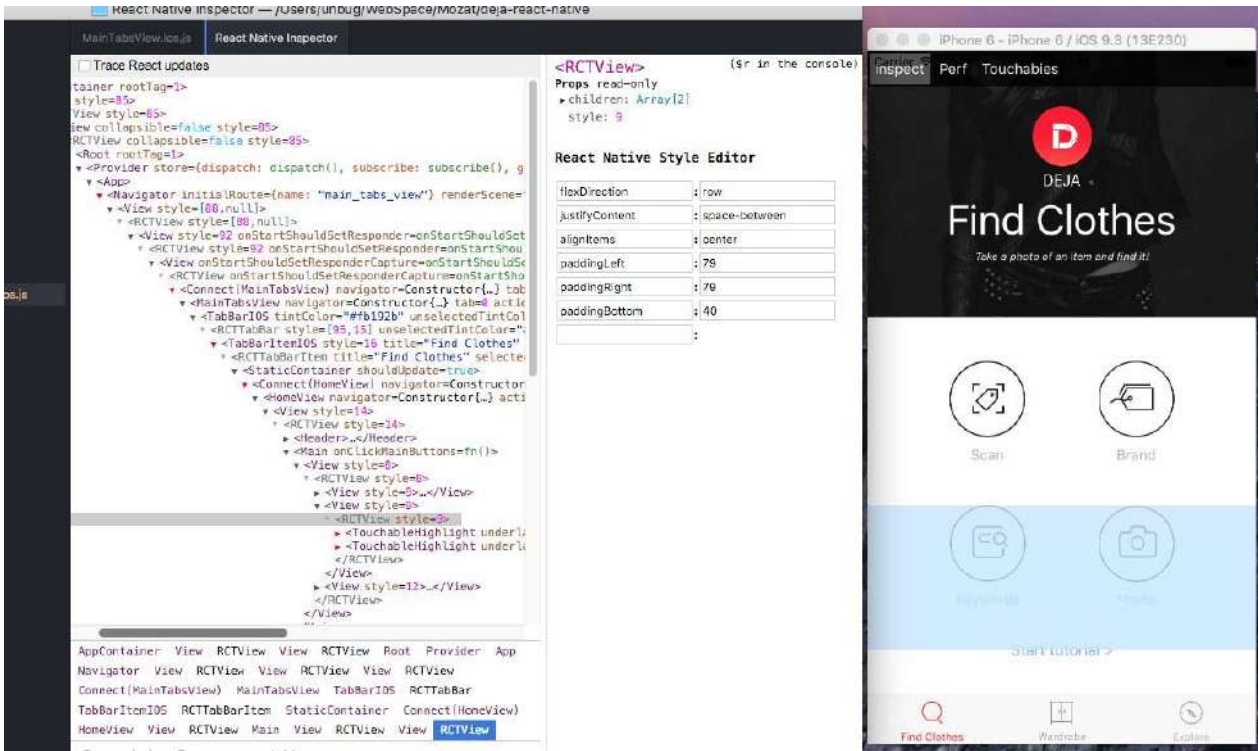 React Native Inspector — /Users/unbug/WebSpace/Mozat/deja-react-native
MainTabsView.ios.js
React Native Inspector
os.js
Trace React updates
tainer rootTag=1>
style=85>
View style=85>
iew collapsible=false style=85>
RCTView collapsible=false style=85>
<Root rootTag=1>
▾ <Provider store={dispatch: dispatch(), subscribe: subscribe(), g
▾ <App>
▾ <Navigator initialRoute={name: "main_tabs_view"} renderScene=
▾ <View style=[88,null]>
▾ <RCTView style=[88,null]>
▾ <View style=92 onStartShouldSetResponder=onStartShouldSet
▾ <RCTView style=92 onStartShouldSetResponder=onStartShou
▾ <View onStartShouldSetResponderCapture=onStartShouldSe
▾ <RCTView onStartShouldSetResponderCapture=onStartSho
▾ <Connect(MainTabsView) navigator=Constructor{…} tab
▾ <MainTabsView navigator=Constructor{…} tab=0 actio
▾ <TabBarIOS tintColor="#fb192b" unselectedTintCol
▾ <RCTTabBar style=[95,15] unselectedTintColor="
▾ <TabBarItemIOS style=16 title="Find Clothes"
▾ <RCTTabBarItem title="Find Clothes" selecte
▾ <StaticContainer shouldUpdate=true>
▾ <Connect(HomeView) navigator=Constructor
▾ <HomeView navigator=Constructor{…} acti
▾ <View style=14>
▾ <RCTView style=14>
▸ <Header>…</Header>
▾ <Main onClickMainButtons=fn()>
▾ <View style=8>
▾ <RCTView style=8>
▸ <View style=9>…</View>
▾ <View style=9>
▾ <RCTView style=9>
▸ <TouchableHighlight underl
▸ <TouchableHighlight underl
</RCTView>
</View>
▸ <View style=12>…</View>
</RCTView>
</View>
AppContainer View RCTView View RCTView Root Provider App
Navigator View RCTView View RCTView View RCTView
Connect(MainTabsView) MainTabsView TabBarIOS RCTTabBar
TabBarItemIOS RCTTabBarItem StaticContainer Connect(HomeView)
HomeView View RCTView Main View RCTView View RCTView
<RCTView> ($r in the console)
Props read-only
▸ children: Array[2]
style: 9
React Native Style Editor
flexDirection : row
justifyContent : space-between
alignItems : center
paddingLeft : 79
paddingRight : 79
paddingBottom : 40
:
iPhone 6 - iPhone 6 / iOS 9.3 (13E230)
Inspect Perf Touchables
D
DEJA
Find Clothes
Take a photo of an item and find it!
Scan Brand
Keywords Photo
Start tutorial >
Find Clothes Wardrobe Explore